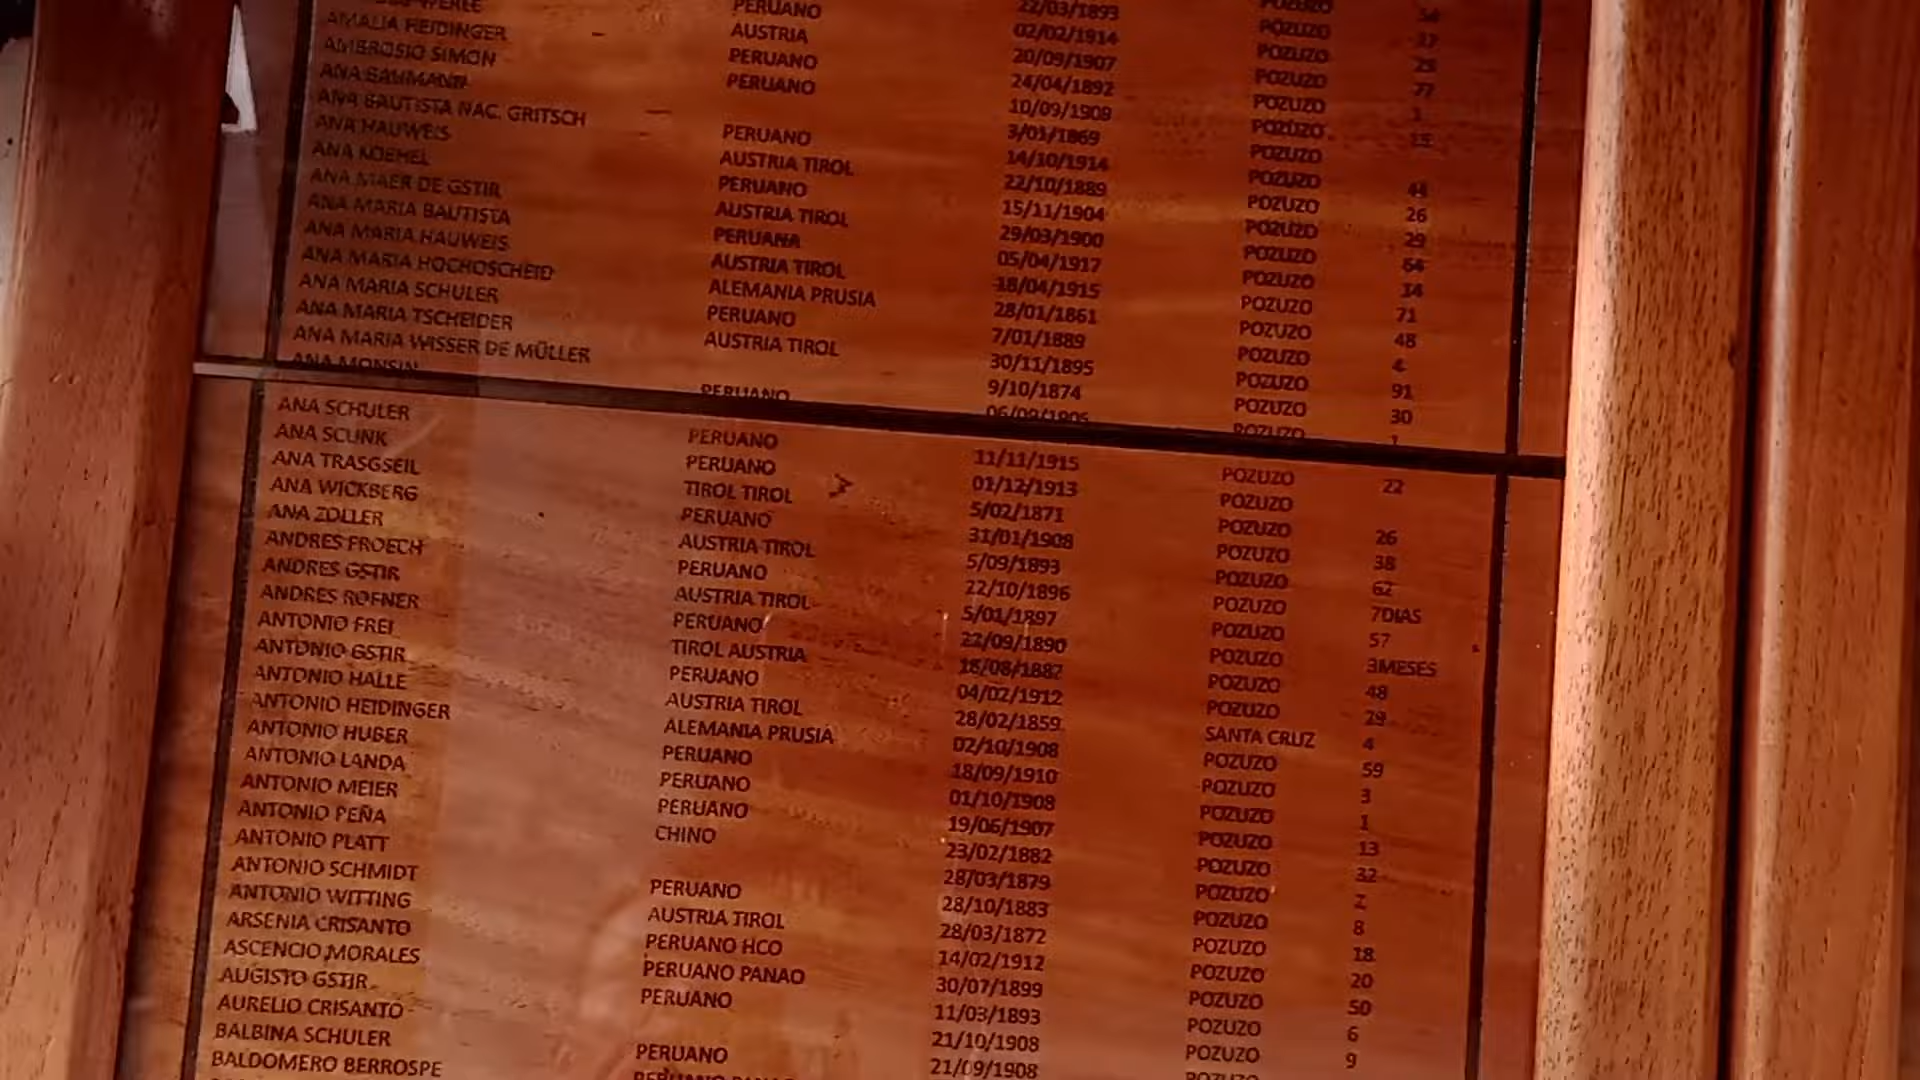 22/03/1893 POZUZO
PERUANO 02/02/1914 POZUZO
AUSTRIA 20/09/1907 POZUZO 77
AMALIA HEIDINGER PERUANO 24/04/1892 POZUZO 1
AMBROSIO SIMON PERUANO 10/09/1908 POZUZO 15
ANA BAUMANN 3/01/1869 POZUZO
ANA BAUTISTA NAC. GRITSCH PERUANO 14/10/1914 POZUZO 44
ANA HAUWEIS AUSTRIA TIROL 22/10/1889 POZUZO 26
ANA KOEHEL PERUANO 15/11/1904 POZUZO 29
ANA MAER DE GSTIR AUSTRIA TIROL 29/03/1900 POZUZO 64
ANA MARIA BAUTISTA PERUANA 05/04/1917 POZUZO 14
ANA MARIA HAUWEIS AUSTRIA TIROL 18/04/1915 POZUZO 71
ANA MARIA HOCHOSCHEID ALEMANIA PRUSIA 28/01/1861 POZUZO 48
ANA MARIA SCHULER PERUANO 7/01/1889 POZUZO 4
ANA MARIA TSCHEIDER AUSTRIA TIROL 30/11/1895 POZUZO 91
ANA MARIA WISSER DE MÜLLER 9/10/1874 POZUZO 30
ANA MONSIN PERUANO POZUZO 1
ANA SCHULER PERUANO 11/11/1915 POZUZO 22
ANA SCUNK PERUANO 01/12/1913 POZUZO
ANA TRASGSEIL TIROL TIROL 5/02/1871 POZUZO 26
ANA WICKBERG PERUANO 31/01/1908 POZUZO 38
ANA ZOLLER AUSTRIA TIROL 5/09/1893 POZUZO 62
ANDRES FROECH PERUANO 22/10/1896 POZUZO 7DIAS
ANDRES GSTIR AUSTRIA TIROL 5/01/1897 POZUZO 57
ANDRES ROFNER PERUANO 22/09/1890 POZUZO 3MESES
ANTONIO FREI TIROL AUSTRIA 18/08/1882 POZUZO 48
ANTONIO GSTIR PERUANO 04/02/1912 POZUZO 29
ANTONIO HALLE AUSTRIA TIROL 28/02/1859 SANTA CRUZ 4
ANTONIO HEIDINGER ALEMANIA PRUSIA 02/10/1908 POZUZO 59
ANTONIO HUBER PERUANO 18/09/1910 POZUZO 3
ANTONIO LANDA PERUANO 01/10/1908 POZUZO 1
ANTONIO MEIER PERUANO 19/06/1907 POZUZO 13
ANTONIO PEÑA CHINO 23/02/1882 POZUZO 32
ANTONIO PLATT 28/03/1879 POZUZO 2
ANTONIO SCHMIDT PERUANO 28/10/1883 POZUZO 8
ANTONIO WITTING AUSTRIA TIROL 28/03/1872 POZUZO 18
ARSENIA CRISANTO PERUANO HCO 14/02/1912 POZUZO 20
ASCENCIO MORALES PERUANO PANAO 30/07/1899 POZUZO 50
AUGISTO GSTIR PERUANO 11/03/1893 POZUZO 6
AURELIO CRISANTO 21/10/1908 POZUZO 9
BALBINA SCHULER PERUANO 21/09/1908 POZUZO
BALDOMERO BERROSPE PERUANO